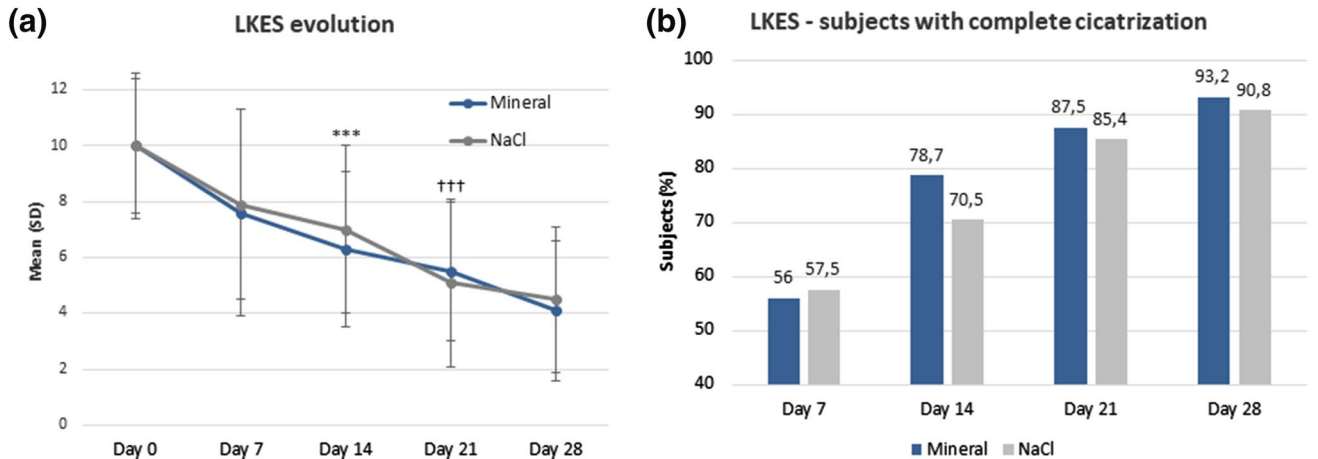 (a)
LKES evolution
Mean (SD)
12
10
8
6
4
2
0
Mineral
NaCl
***
†††
Day 0 Day 7 Day 14 Day 21 Day 28
(b)
LKES - subjects with complete cicatrization
Subjects (%)
100
90
80
70
60
50
40
56 57,5
78,7 70,5
87,5 85,4
93,2 90,8
Day 7 Day 14 Day 21 Day 28
Mineral NaCl